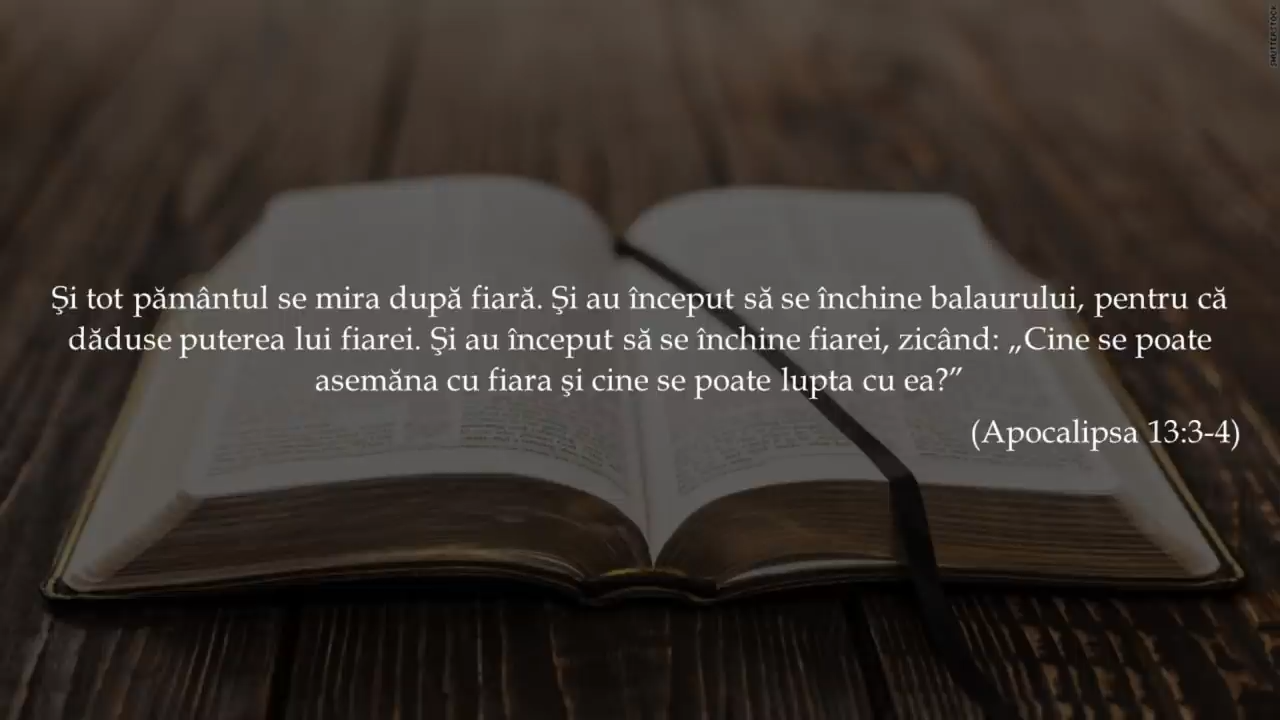 Şi tot pământul se mira după fiară. Şi au început să se închine balaurului, pentru că
dăduse puterea lui fiarei. Şi au început să se închine fiarei, zicând: „Cine se poate
asemăna cu fiara şi cine se poate lupta cu ea?”
(Apocalipsa 13:3-4)
SHUTTERSTOCK